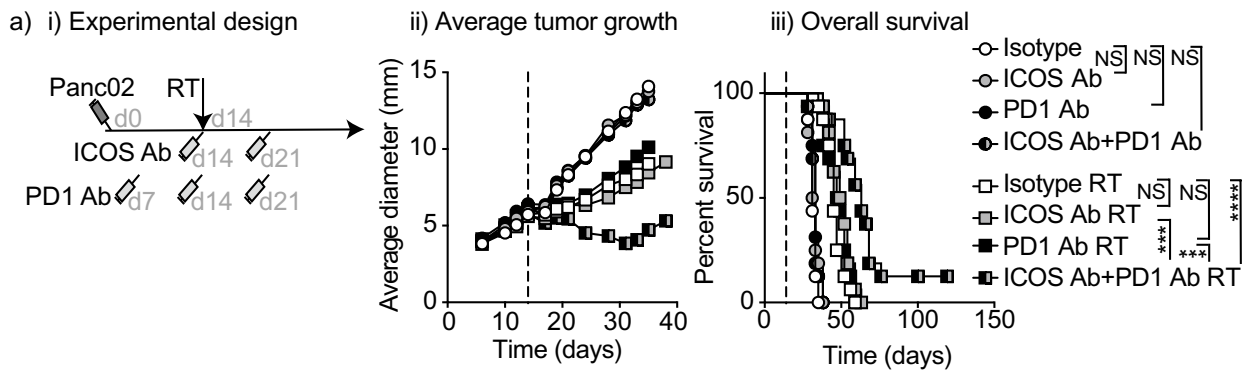 a) i) Experimental design
Panc02
RT
d0
d14
ICOS Ab
d14
d21
PD1 Ab
d7
d14
d21
ii) Average tumor growth
Average diameter (mm)
15
10
5
0
0
10
20
30
40
Time (days)
iii) Overall survival
Percent survival
100
50
0
0
50
100
150
Time (days)
Isotype
ICOS Ab
PD1 Ab
ICOS Ab+PD1 Ab
NS
NS
NS
Isotype RT
ICOS Ab RT
PD1 Ab RT
ICOS Ab+PD1 Ab RT
NS
NS
****
***
***